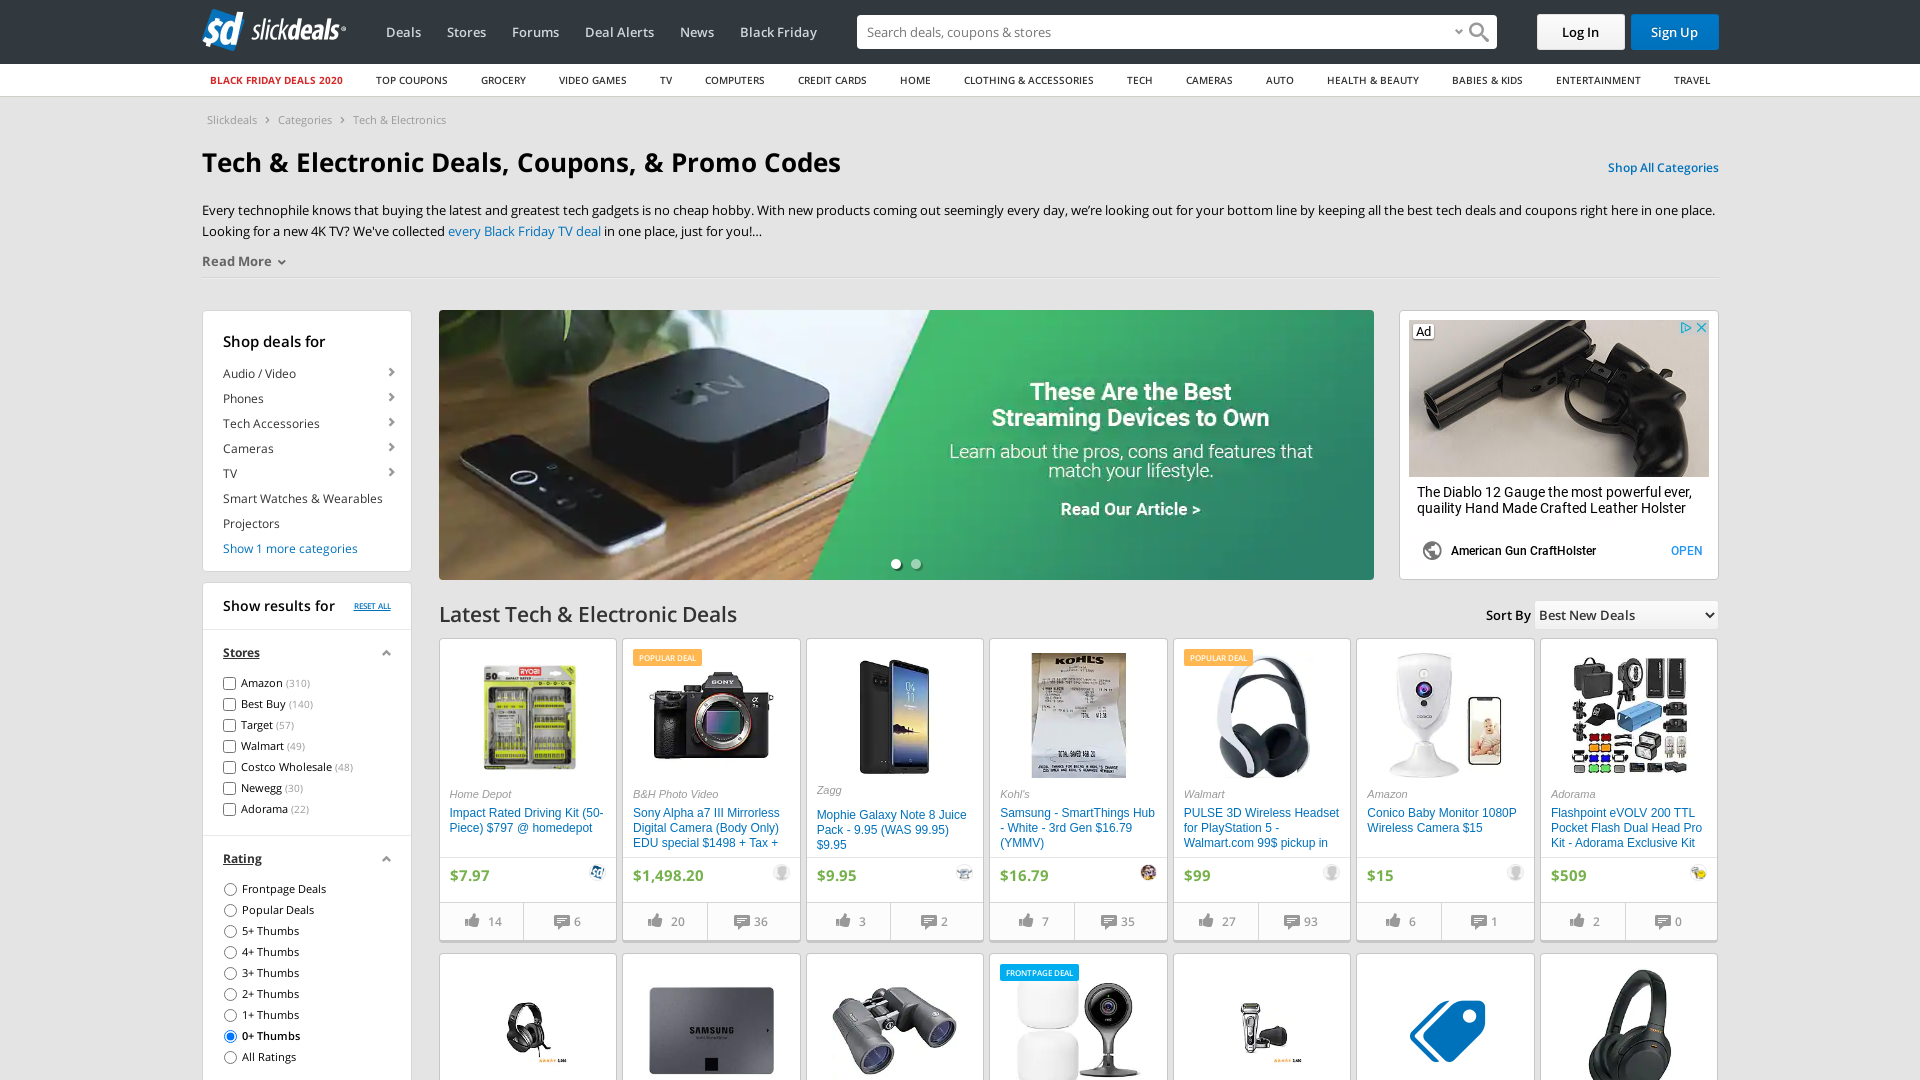 slickdeals
Deals
Stores
Forums
Deal Alerts
News
Black Friday
Search deals, coupons & stores
Log In
Sign Up
BLACK FRIDAY DEALS 2020
TOP COUPONS
GROCERY
VIDEO GAMES
TV
COMPUTERS
CREDIT CARDS
HOME
CLOTHING & ACCESSORIES
TECH
CAMERAS
AUTO
HEALTH & BEAUTY
BABIES & KIDS
ENTERTAINMENT
TRAVEL
Slickdeals > Categories > Tech & Electronics
Tech & Electronic Deals, Coupons, & Promo Codes
Shop All Categories
Every technophile knows that buying the latest and greatest tech gadgets is no cheap hobby. With new products coming out seemingly every day, we’re looking out for your bottom line by keeping all the best tech deals and coupons right here in one place.
Looking for a new 4K TV? We've collected every Black Friday TV deal in one place, just for you!...
Read More
Shop deals for
Audio / Video
Phones
Tech Accessories
Cameras
TV
Smart Watches & Wearables
Projectors
Show 1 more categories
Show results for
RESET ALL
Stores
Amazon (310)
Best Buy (140)
Target (57)
Walmart (49)
Costco Wholesale (48)
Newegg (30)
Adorama (22)
Rating
Frontpage Deals
Popular Deals
5+ Thumbs
4+ Thumbs
3+ Thumbs
2+ Thumbs
1+ Thumbs
0+ Thumbs
All Ratings
tv
These Are the Best
Streaming Devices to Own
Learn about the pros, cons and features that
match your lifestyle.
Read Our Article >
Ad
The Diablo 12 Gauge the most powerful ever,
quaility Hand Made Crafted Leather Holster
American Gun CraftHolster
OPEN
Latest Tech & Electronic Deals
Sort By
Best New Deals
RYOBI
50
Home Depot
Impact Rated Driving Kit (50-
Piece) $797 @ homedepot
$7.97
14
6
POPULAR DEAL
SONY
B&H Photo Video
Sony Alpha a7 III Mirrorless
Digital Camera (Body Only)
EDU special $1498 + Tax +
$1,498.20
20
36
Zagg
Mophie Galaxy Note 8 Juice
Pack - 9.95 (WAS 99.95)
$9.95
$9.95
3
2
KOHL'S
Kohl's
Samsung - SmartThings Hub
- White - 3rd Gen $16.79
(YMMV)
$16.79
7
35
POPULAR DEAL
Walmart
PULSE 3D Wireless Headset
for PlayStation 5 -
Walmart.com 99$ pickup in
$99
27
93
conico
Amazon
Conico Baby Monitor 1080P
Wireless Camera $15
$15
6
1
Adorama
Flashpoint eVOLV 200 TTL
Pocket Flash Dual Head Pro
Kit - Adorama Exclusive Kit
$509
2
0
SAMSUNG
FRONTPAGE DEAL